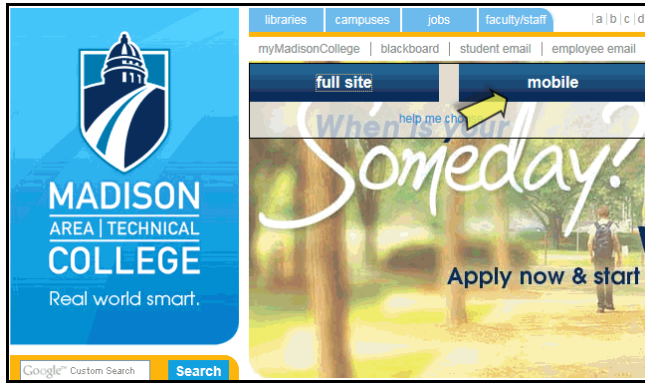 libraries campuses jobs faculty/staff |a|b|c|d
myMadisonCollege | blackboard | student email | employee email
full site mobile
help me cho
When is your
Someday?
Apply now & start
MADISON
AREA | TECHNICAL
COLLEGE
Real world smart.
Google™ Custom Search Search